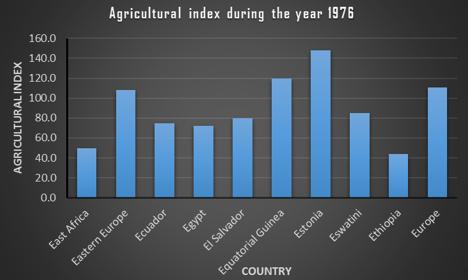 Agricultural index during the year 1976
160.0
140.0
120.0
100.0
80.0
60.0
40.0
20.0
0.0
AGRICULTURAL INDEX
East Africa
Eastern Europe
Ecuador
Egypt
El Salvador
Equatorial Guinea
Estonia
Eswatini
Ethiopia
Europe
COUNTRY